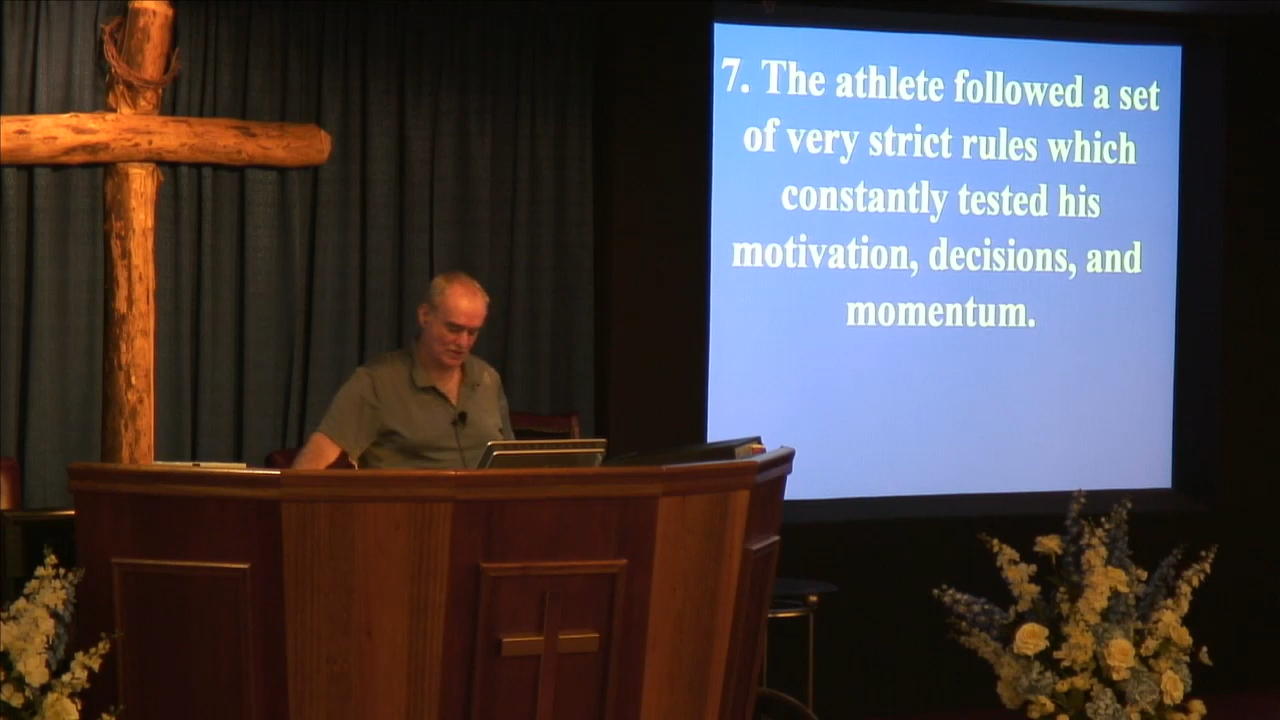 7. The athlete followed a set
of very strict rules which
constantly tested his
motivation, decisions, and
momentum.